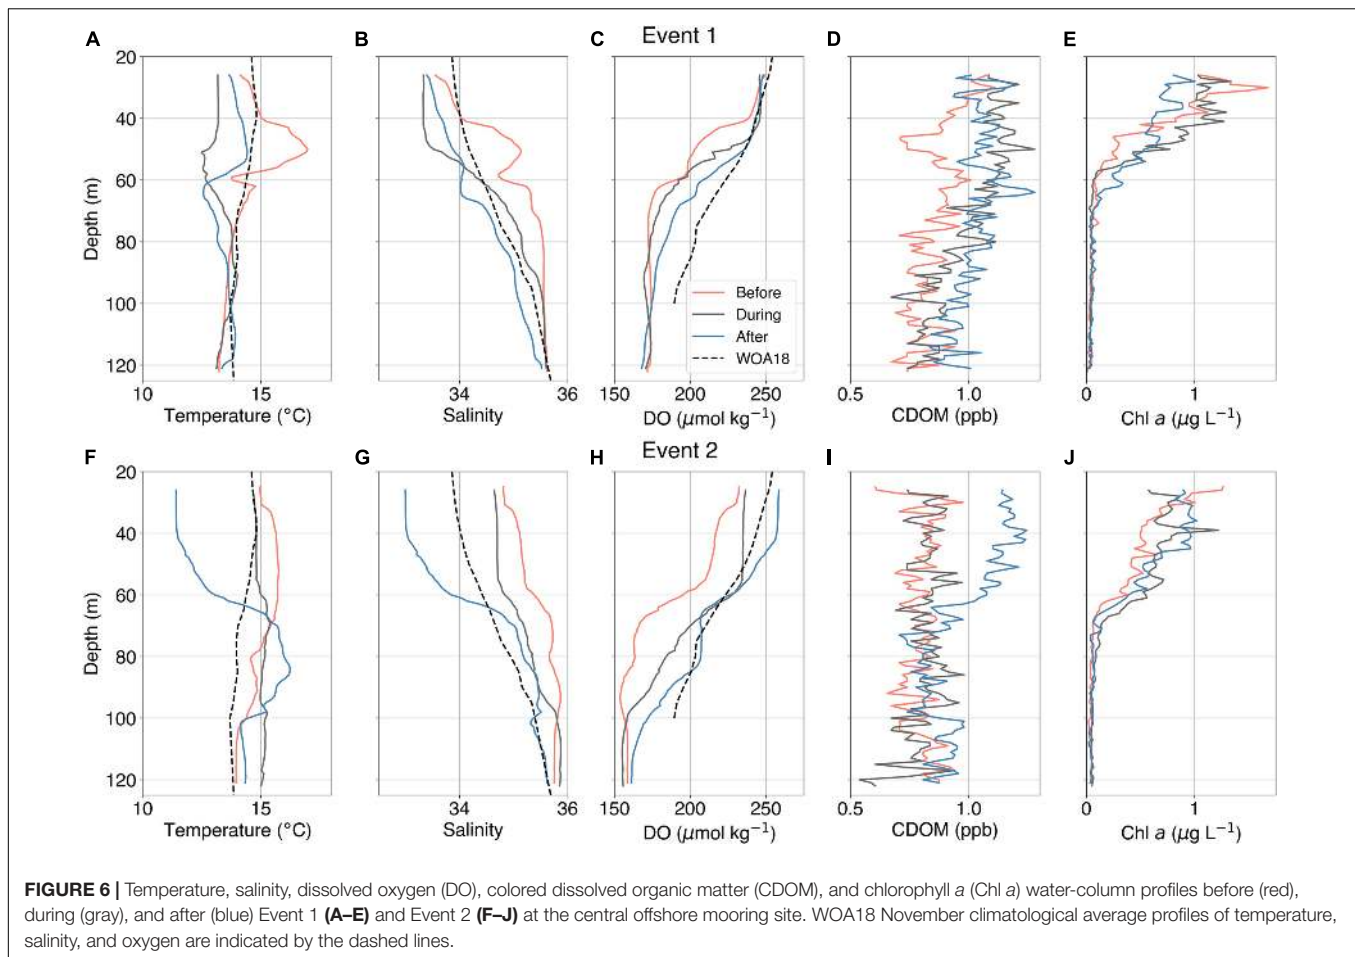 Event 1
A B C D E
20
40
60
80
100
120
Depth (m)
10 15
Temperature (°C)
34 36
Salinity
150 200 250
DO (μmol kg⁻¹)
Before
During
After
WOA18
0.5 1.0
CDOM (ppb)
0 1
Chl a (μg L⁻¹)
Event 2
F G H I J
20
40
60
80
100
120
Depth (m)
10 15
Temperature (°C)
34 36
Salinity
150 200 250
DO (μmol kg⁻¹)
0.5 1.0
CDOM (ppb)
0 1
Chl a (μg L⁻¹)
FIGURE 6 | Temperature, salinity, dissolved oxygen (DO), colored dissolved organic matter (CDOM), and chlorophyll a (Chl a) water-column profiles before (red),
during (gray), and after (blue) Event 1 (A–E) and Event 2 (F–J) at the central offshore mooring site. WOA18 November climatological average profiles of temperature,
salinity, and oxygen are indicated by the dashed lines.